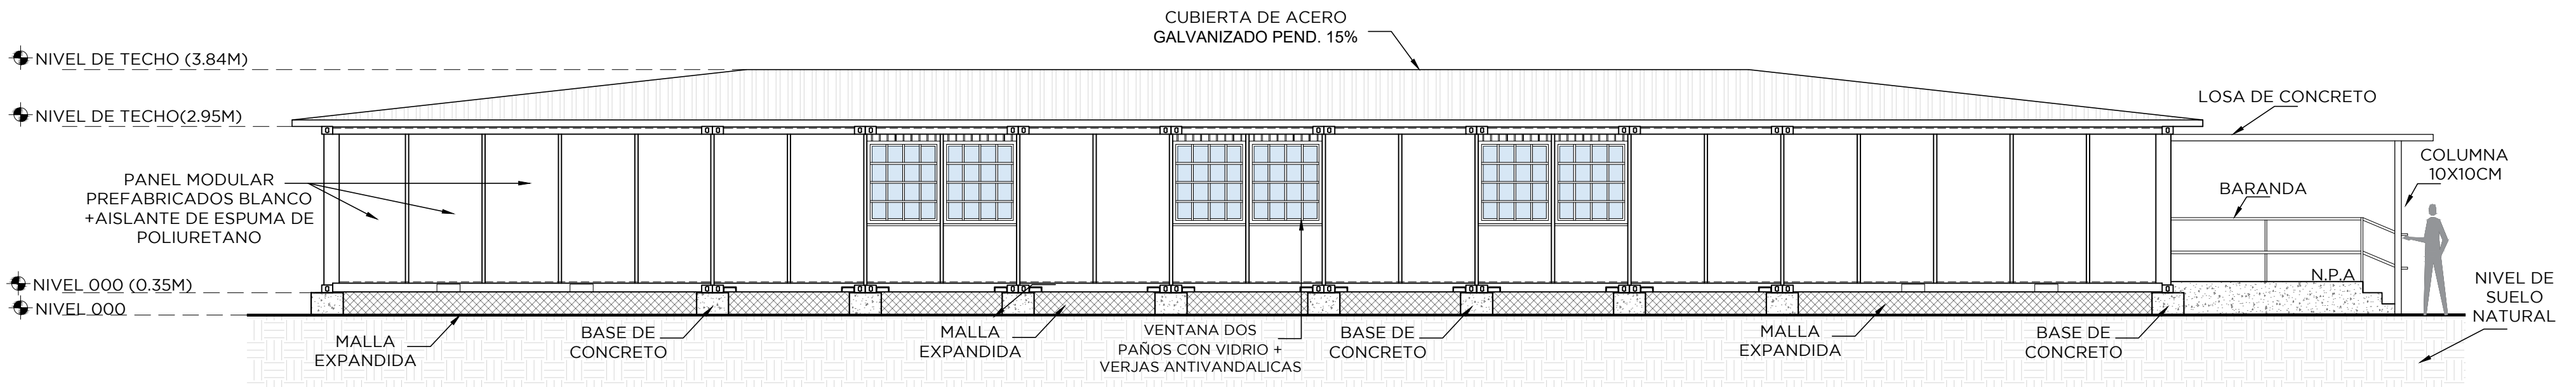 CUBIERTA DE ACERO
GALVANIZADO PEND. 15%
NIVEL DE TECHO (3.84M)
NIVEL DE TECHO(2.95M)
LOSA DE CONCRETO
COLUMNA
10X10CM
BARANDA
PANEL MODULAR
PREFABRICADOS BLANCO
+AISLANTE DE ESPUMA DE
POLIURETANO
N.P.A
NIVEL 000 (0.35M)
NIVEL 000
NIVEL DE
SUELO
NATURAL
MALLA
EXPANDIDA
BASE DE
CONCRETO
MALLA
EXPANDIDA
VENTANA DOS
PAÑOS CON VIDRIO +
VERJAS ANTIVANDALICAS
BASE DE
CONCRETO
MALLA
EXPANDIDA
BASE DE
CONCRETO